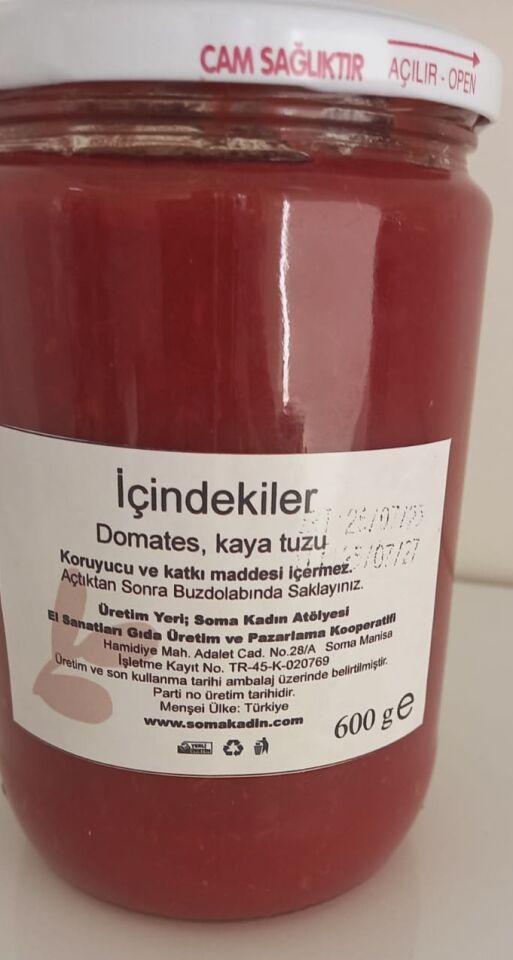 CAM SAĞLIKTIR
AÇILIR - OPEN
İçindekiler
Domates, kaya tuzu
Koruyucu ve katkı maddesi içermez.
Açıktan Sonra Buzdolabında Saklayınız.
Üretim Yeri; Soma Kadın Atölyesi
El Sanatları Gıda Üretim ve Pazarlama Kooperatifi
Hamidiye Mah. Adalet Cad. No.28/A Soma Manisa
İşletme Kayıt No. TR-45-K-020769
Üretim ve son kullanma tarihi ambalaj üzerinde belirtilmiştir.
Parti no üretim tarihidir.
Menşei Ülke: Türkiye
www.somakadin.com
600 g e
YERLİ ÜRETİM